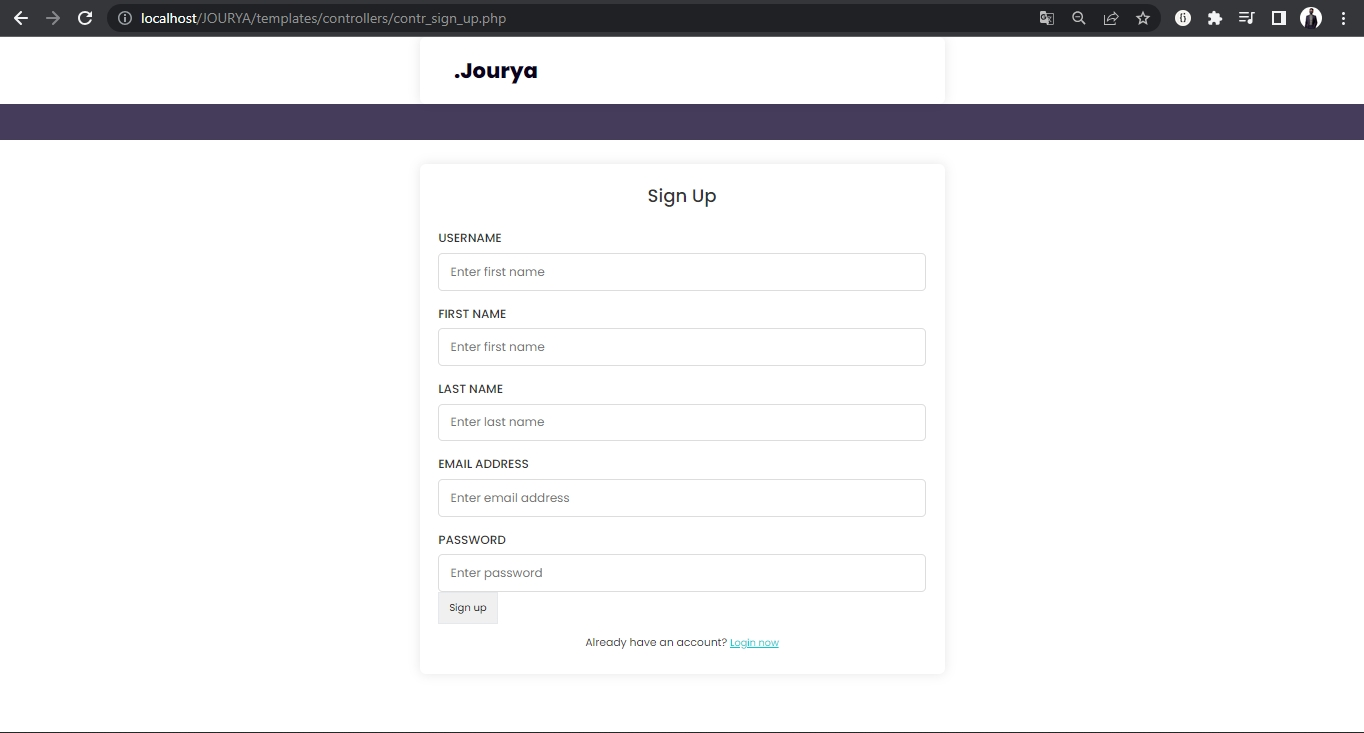 localhost/JOURYA/templates/controllers/contr_sign_up.php
.Jourya
Sign Up
USERNAME
Enter first name
FIRST NAME
Enter first name
LAST NAME
Enter last name
EMAIL ADDRESS
Enter email address
PASSWORD
Enter password
Sign up
Already have an account? Login now